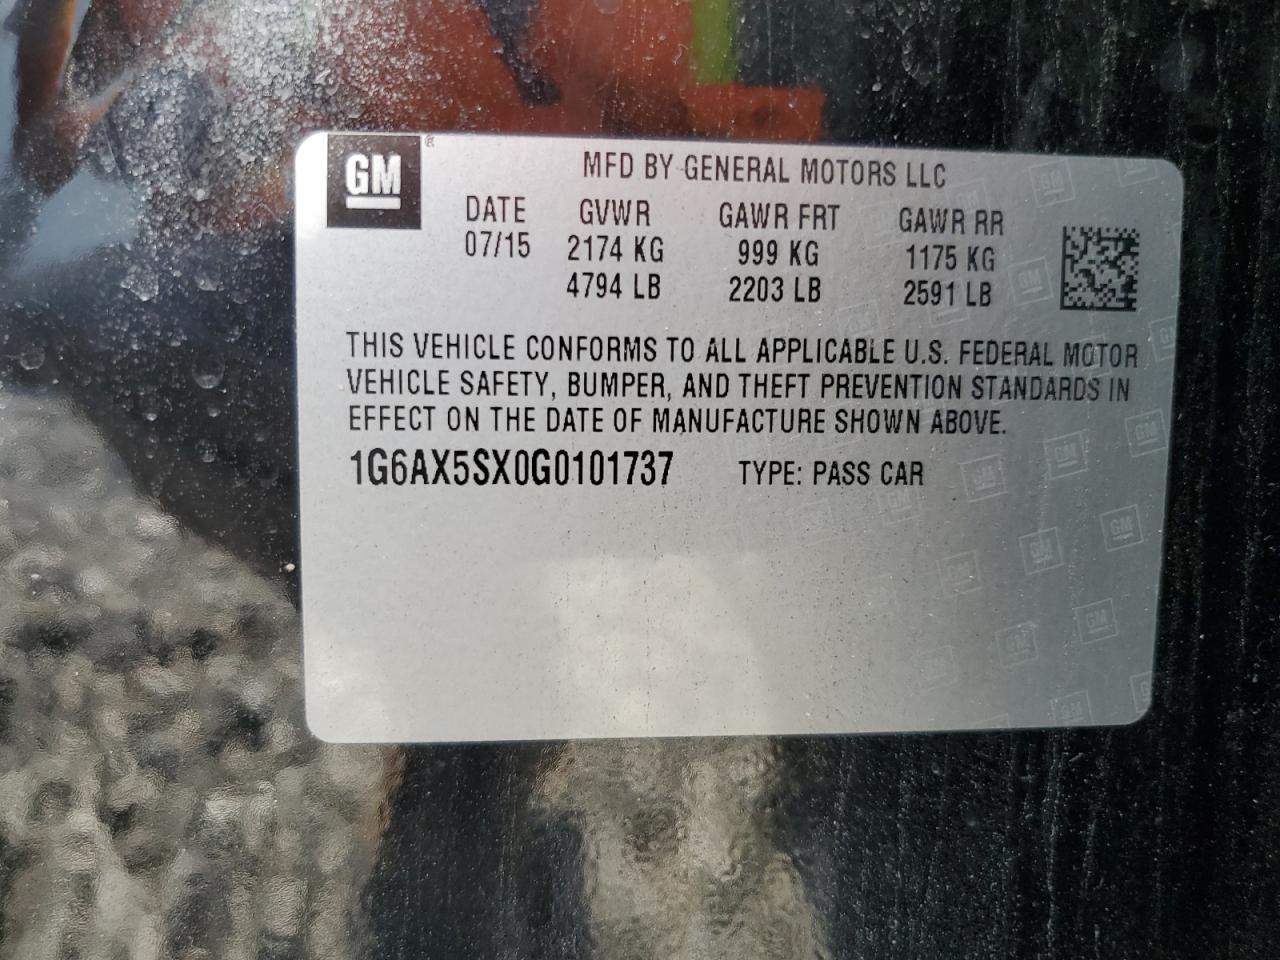 GM ®
MFD BY GENERAL MOTORS LLC
DATE GVWR GAWR FRT GAWR RR
07/15 2174 KG 999 KG 1175 KG
4794 LB 2203 LB 2591 LB
THIS VEHICLE CONFORMS TO ALL APPLICABLE U.S. FEDERAL MOTOR
VEHICLE SAFETY, BUMPER, AND THEFT PREVENTION STANDARDS IN
EFFECT ON THE DATE OF MANUFACTURE SHOWN ABOVE.
1G6AX5SX0G0101737 TYPE: PASS CAR